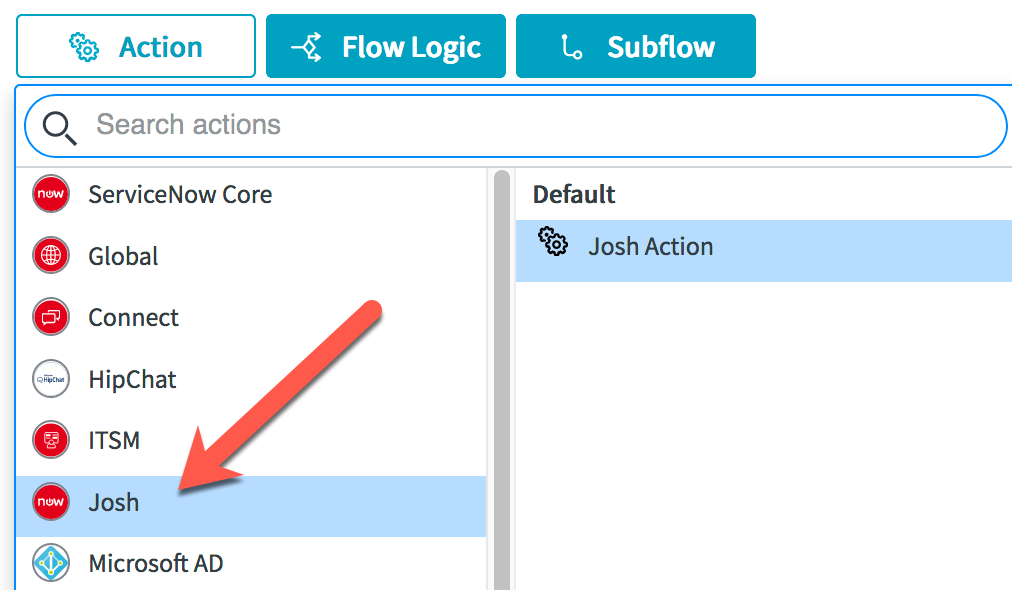 Action
Flow Logic
Subflow
Search actions
now
ServiceNow Core
Global
Connect
HipChat
HipChat
ITSM
now
Josh
Microsoft AD
Default
Josh Action